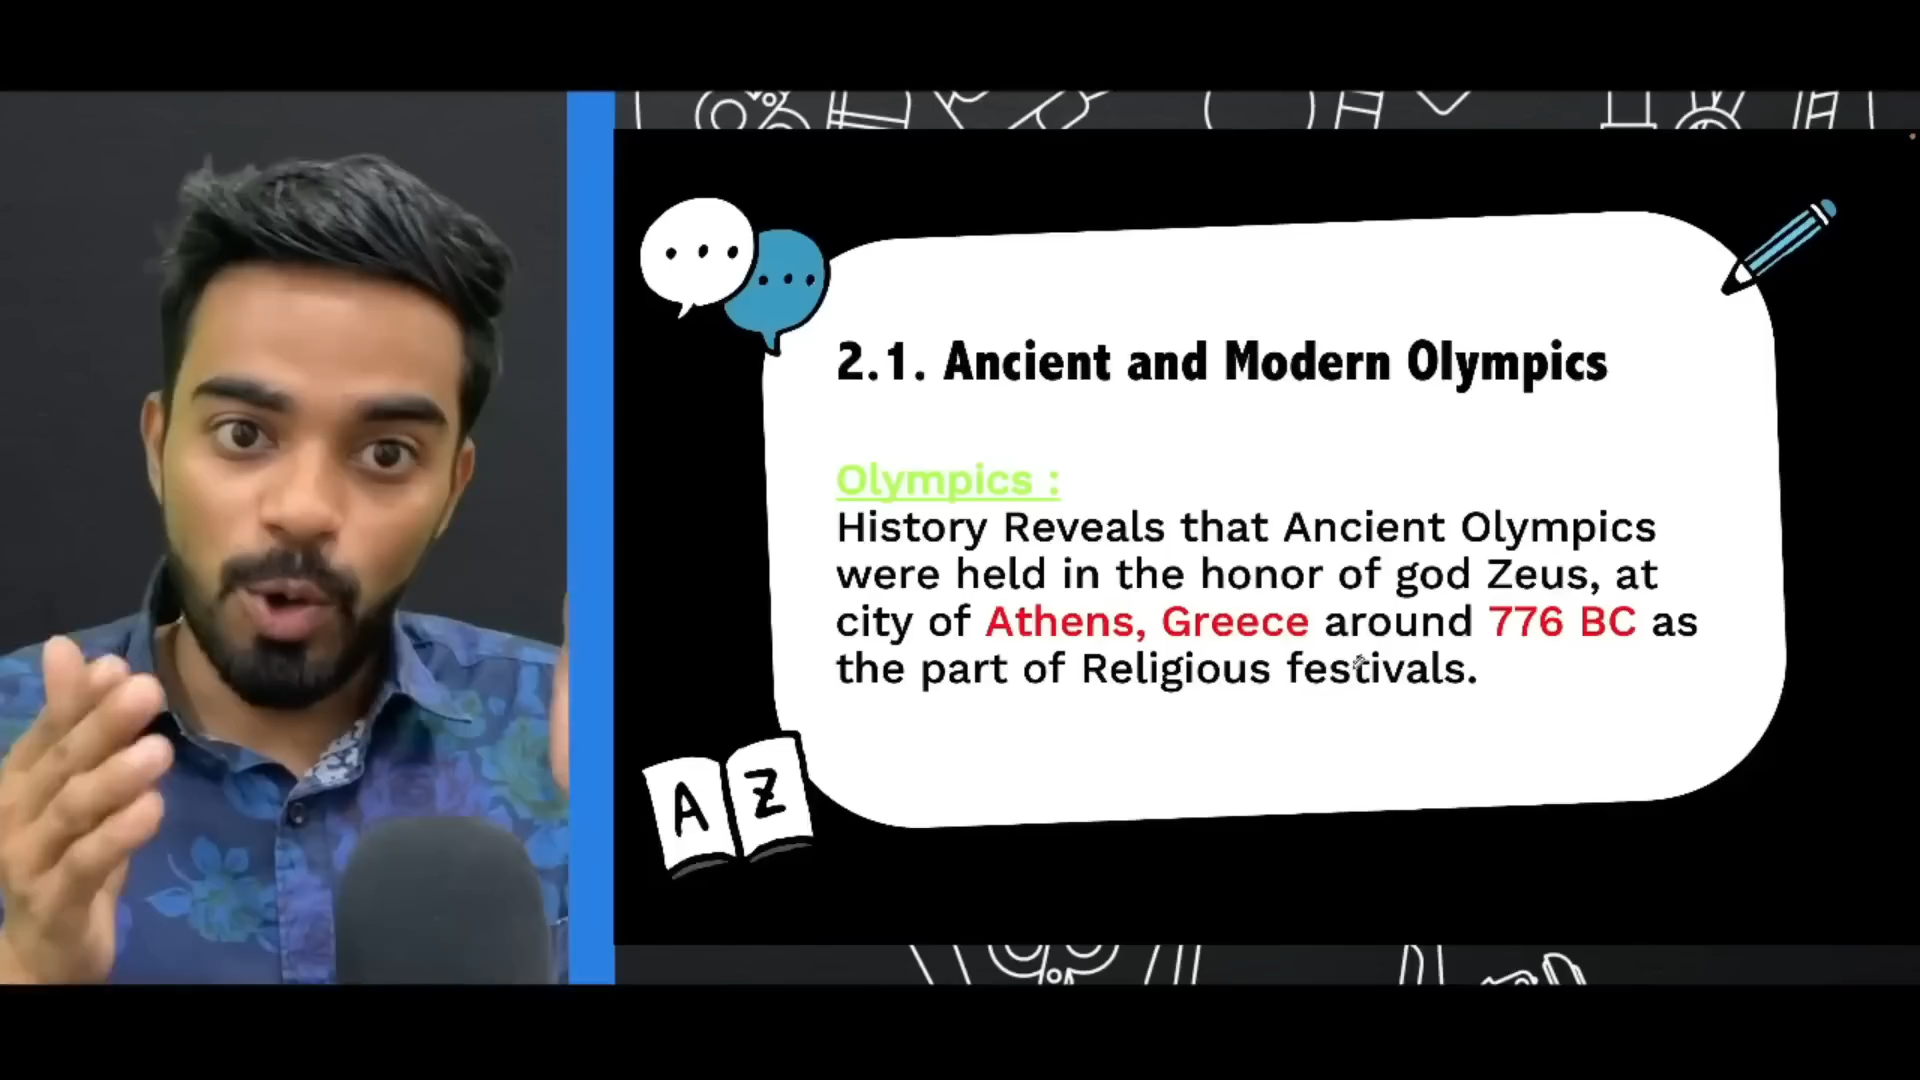 2.1. Ancient and Modern Olympics
Olympics :
History Reveals that Ancient Olympics
were held in the honor of god Zeus, at
city of Athens, Greece around 776 BC as
the part of Religious festivals.
A Z